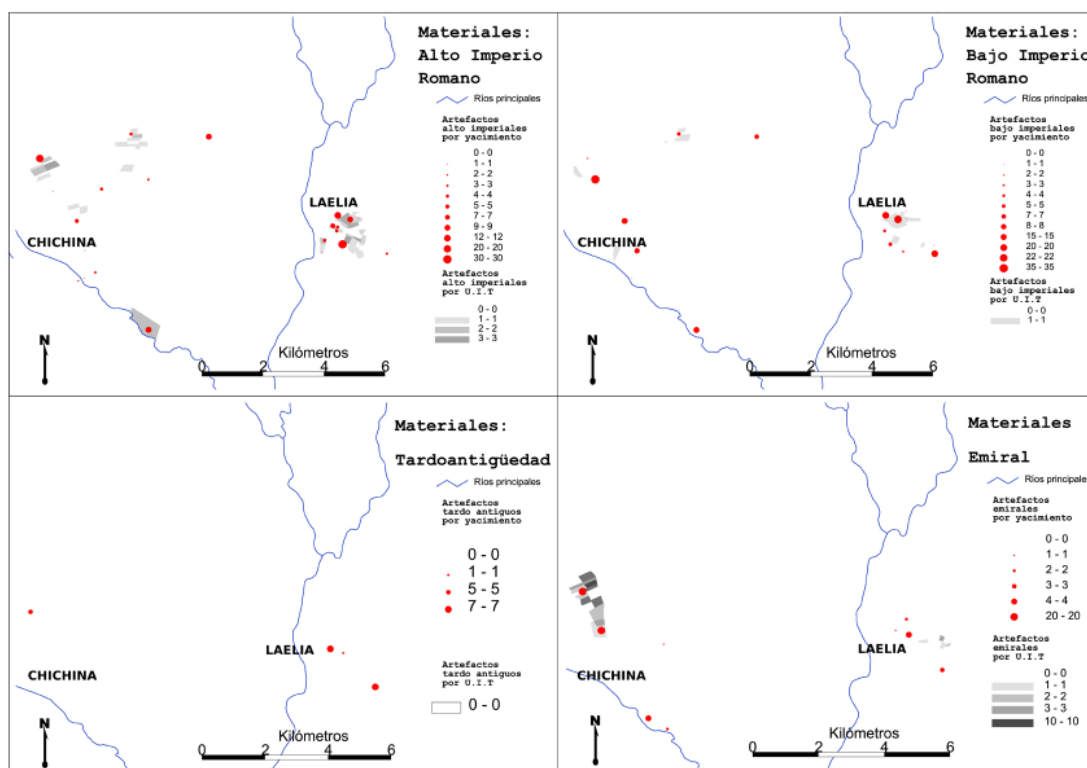 Materiales:
Alto Imperio
Romano
Ríos principales
Artefactos
alto imperiales
por yacimiento
0 - 0
1 - 1
2 - 2
3 - 3
4 - 4
5 - 5
7 - 7
9 - 9
12 - 12
20 - 20
30 - 30
Artefactos
alto imperiales
por U.I.T
0 - 0
1 - 1
2 - 2
3 - 3
LAELIA
CHICHINA
N
Kilómetros
0 2 4 6
Materiales:
Bajo Imperio
Romano
Ríos principales
Artefactos
bajo imperiales
por yacimiento
0 - 0
1 - 1
2 - 2
3 - 3
4 - 4
5 - 5
7 - 7
8 - 8
15 - 15
20 - 20
22 - 22
35 - 35
Artefactos
bajo imperiales
por U.I.T
0 - 0
1 - 1
LAELIA
CHICHINA
N
Kilómetros
0 2 4 6
Materiales:
Tardoantigüedad
Ríos principales
Artefactos
tardo antiguos
por yacimiento
0 - 0
1 - 1
5 - 5
7 - 7
LAELIA
CHICHINA
Artefactos
tardo antiguos
por U.I.T
0 - 0
N
Kilómetros
0 2 4 6
Materiales
Emiral
Ríos principales
Artefactos
emirales
por yacimiento
0 - 0
1 - 1
2 - 2
3 - 3
4 - 4
20 - 20
Artefactos
emirales
por U.I.T
0 - 0
1 - 1
2 - 2
3 - 3
10 - 10
LAELIA
CHICHINA
N
Kilómetros
0 2 4 6